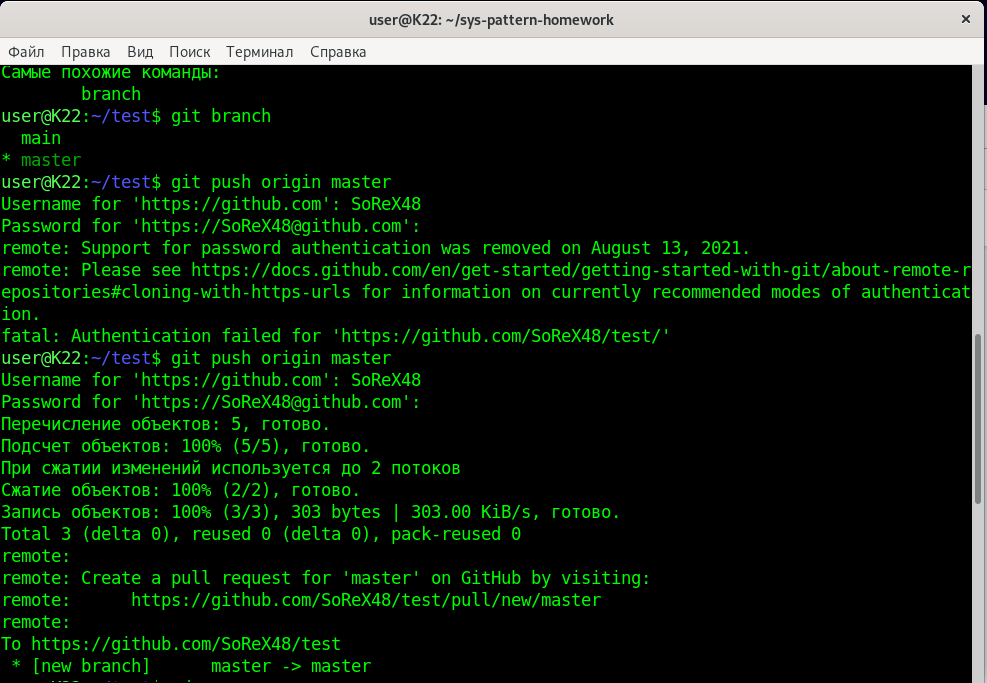 user@K22: ~/sys-pattern-homework
Файл Правка Вид Поиск Терминал Справка
Самые похожие команды:
branch
user@K22:~/test$ git branch
main
* master
user@K22:~/test$ git push origin master
Username for 'https://github.com': SoReX48
Password for 'https://SoReX48@github.com':
remote: Support for password authentication was removed on August 13, 2021.
remote: Please see https://docs.github.com/en/get-started/getting-started-with-git/about-remote-r
epositories#cloning-with-https-urls for information on currently recommended modes of authenticat
ion.
fatal: Authentication failed for 'https://github.com/SoReX48/test/'
user@K22:~/test$ git push origin master
Username for 'https://github.com': SoReX48
Password for 'https://SoReX48@github.com':
Перечисление объектов: 5, готово.
Подсчет объектов: 100% (5/5), готово.
При сжатии изменений используется до 2 потоков
Сжатие объектов: 100% (2/2), готово.
Запись объектов: 100% (3/3), 303 bytes | 303.00 KiB/s, готово.
Total 3 (delta 0), reused 0 (delta 0), pack-reused 0
remote:
remote: Create a pull request for 'master' on GitHub by visiting:
remote:      https://github.com/SoReX48/test/pull/new/master
remote:
To https://github.com/SoReX48/test
* [new branch]      master -> master